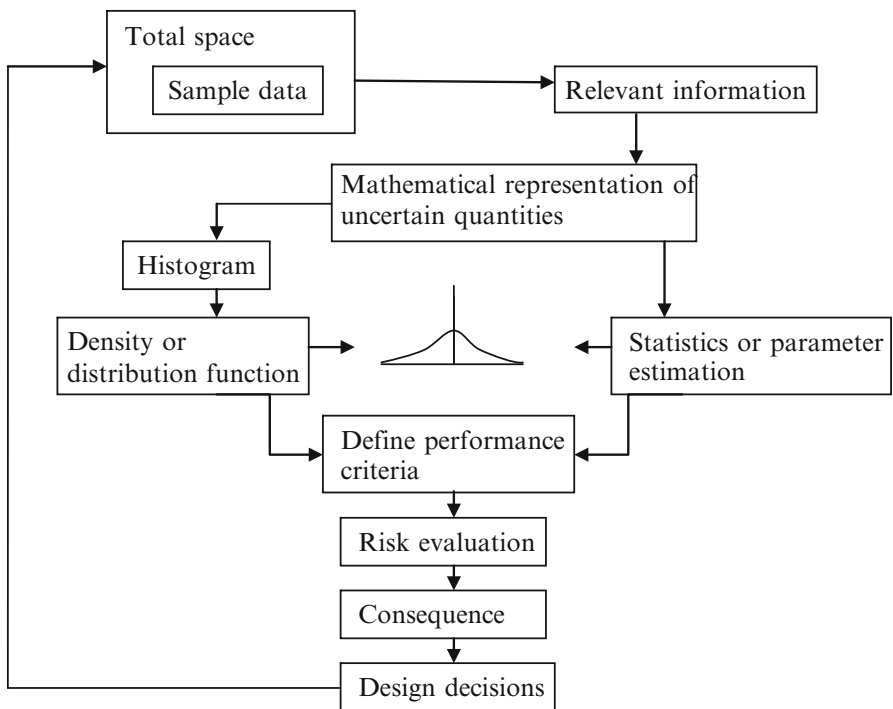 Total space
Sample data
Relevant information
Mathematical representation of
uncertain quantities
Histogram
Density or
distribution function
Statistics or parameter
estimation
Define performance
criteria
Risk evaluation
Consequence
Design decisions